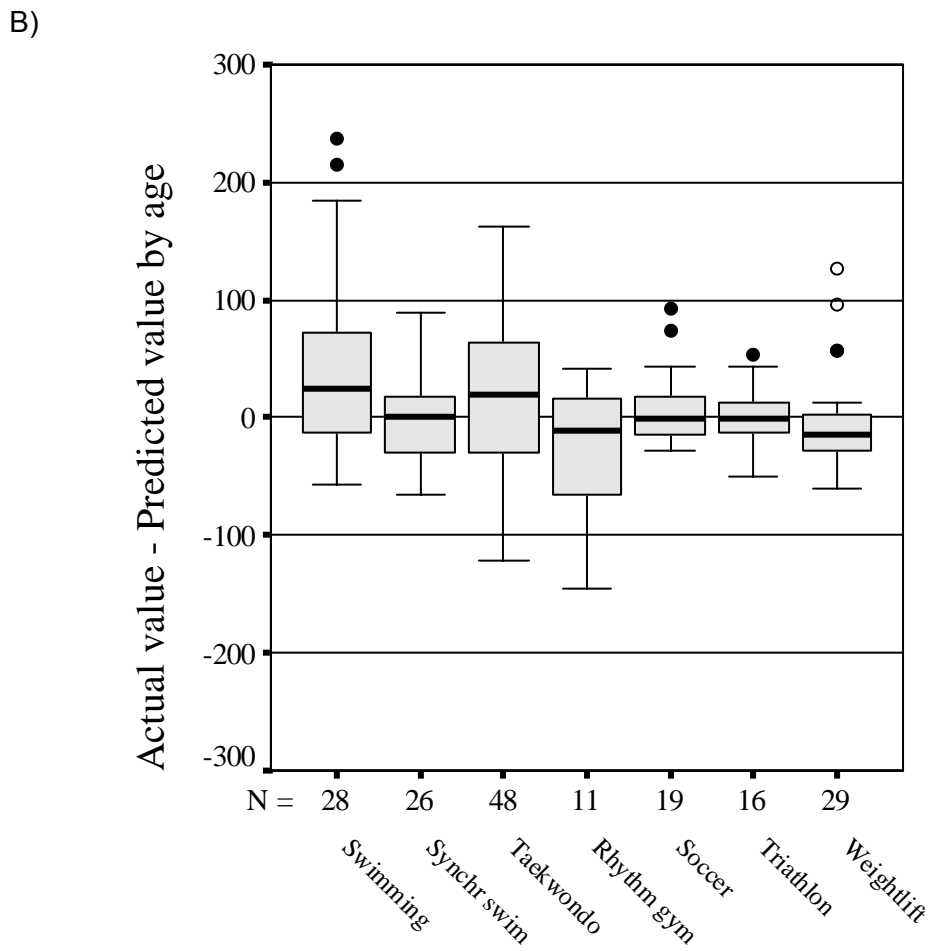 B)
Actual value - Predicted value by age
300
200
100
0
-100
-200
-300
N = 28 26 48 11 19 16 29
Swimming
Synchr swim
Taekwondo
Rhythm gym
Soccer
Triathlon
Weightlift